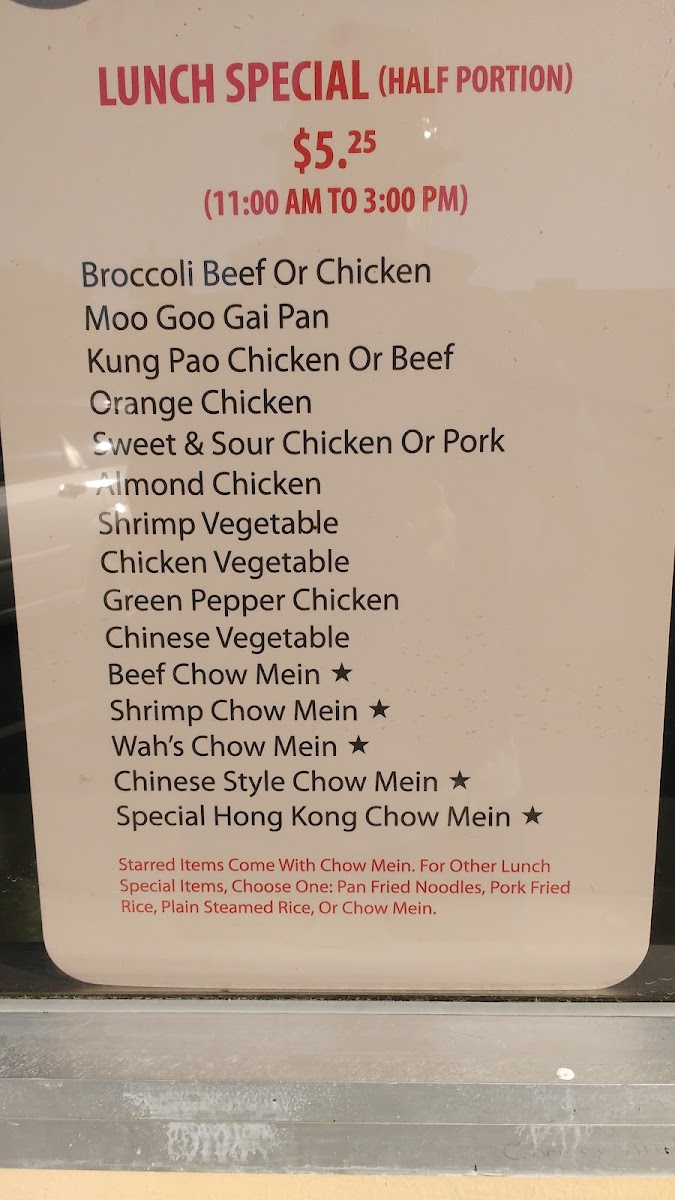 LUNCH SPECIAL (HALF PORTION)
$5.25
(11:00 AM TO 3:00 PM)
Broccoli Beef Or Chicken
Moo Goo Gai Pan
Kung Pao Chicken Or Beef
Orange Chicken
Sweet & Sour Chicken Or Pork
Almond Chicken
Shrimp Vegetable
Chicken Vegetable
Green Pepper Chicken
Chinese Vegetable
Beef Chow Mein ★
Shrimp Chow Mein ★
Wah's Chow Mein ★
Chinese Style Chow Mein ★
Special Hong Kong Chow Mein ★
Starred Items Come With Chow Mein. For Other Lunch
Special Items, Choose One: Pan Fried Noodles, Pork Fried
Rice, Plain Steamed Rice, Or Chow Mein.